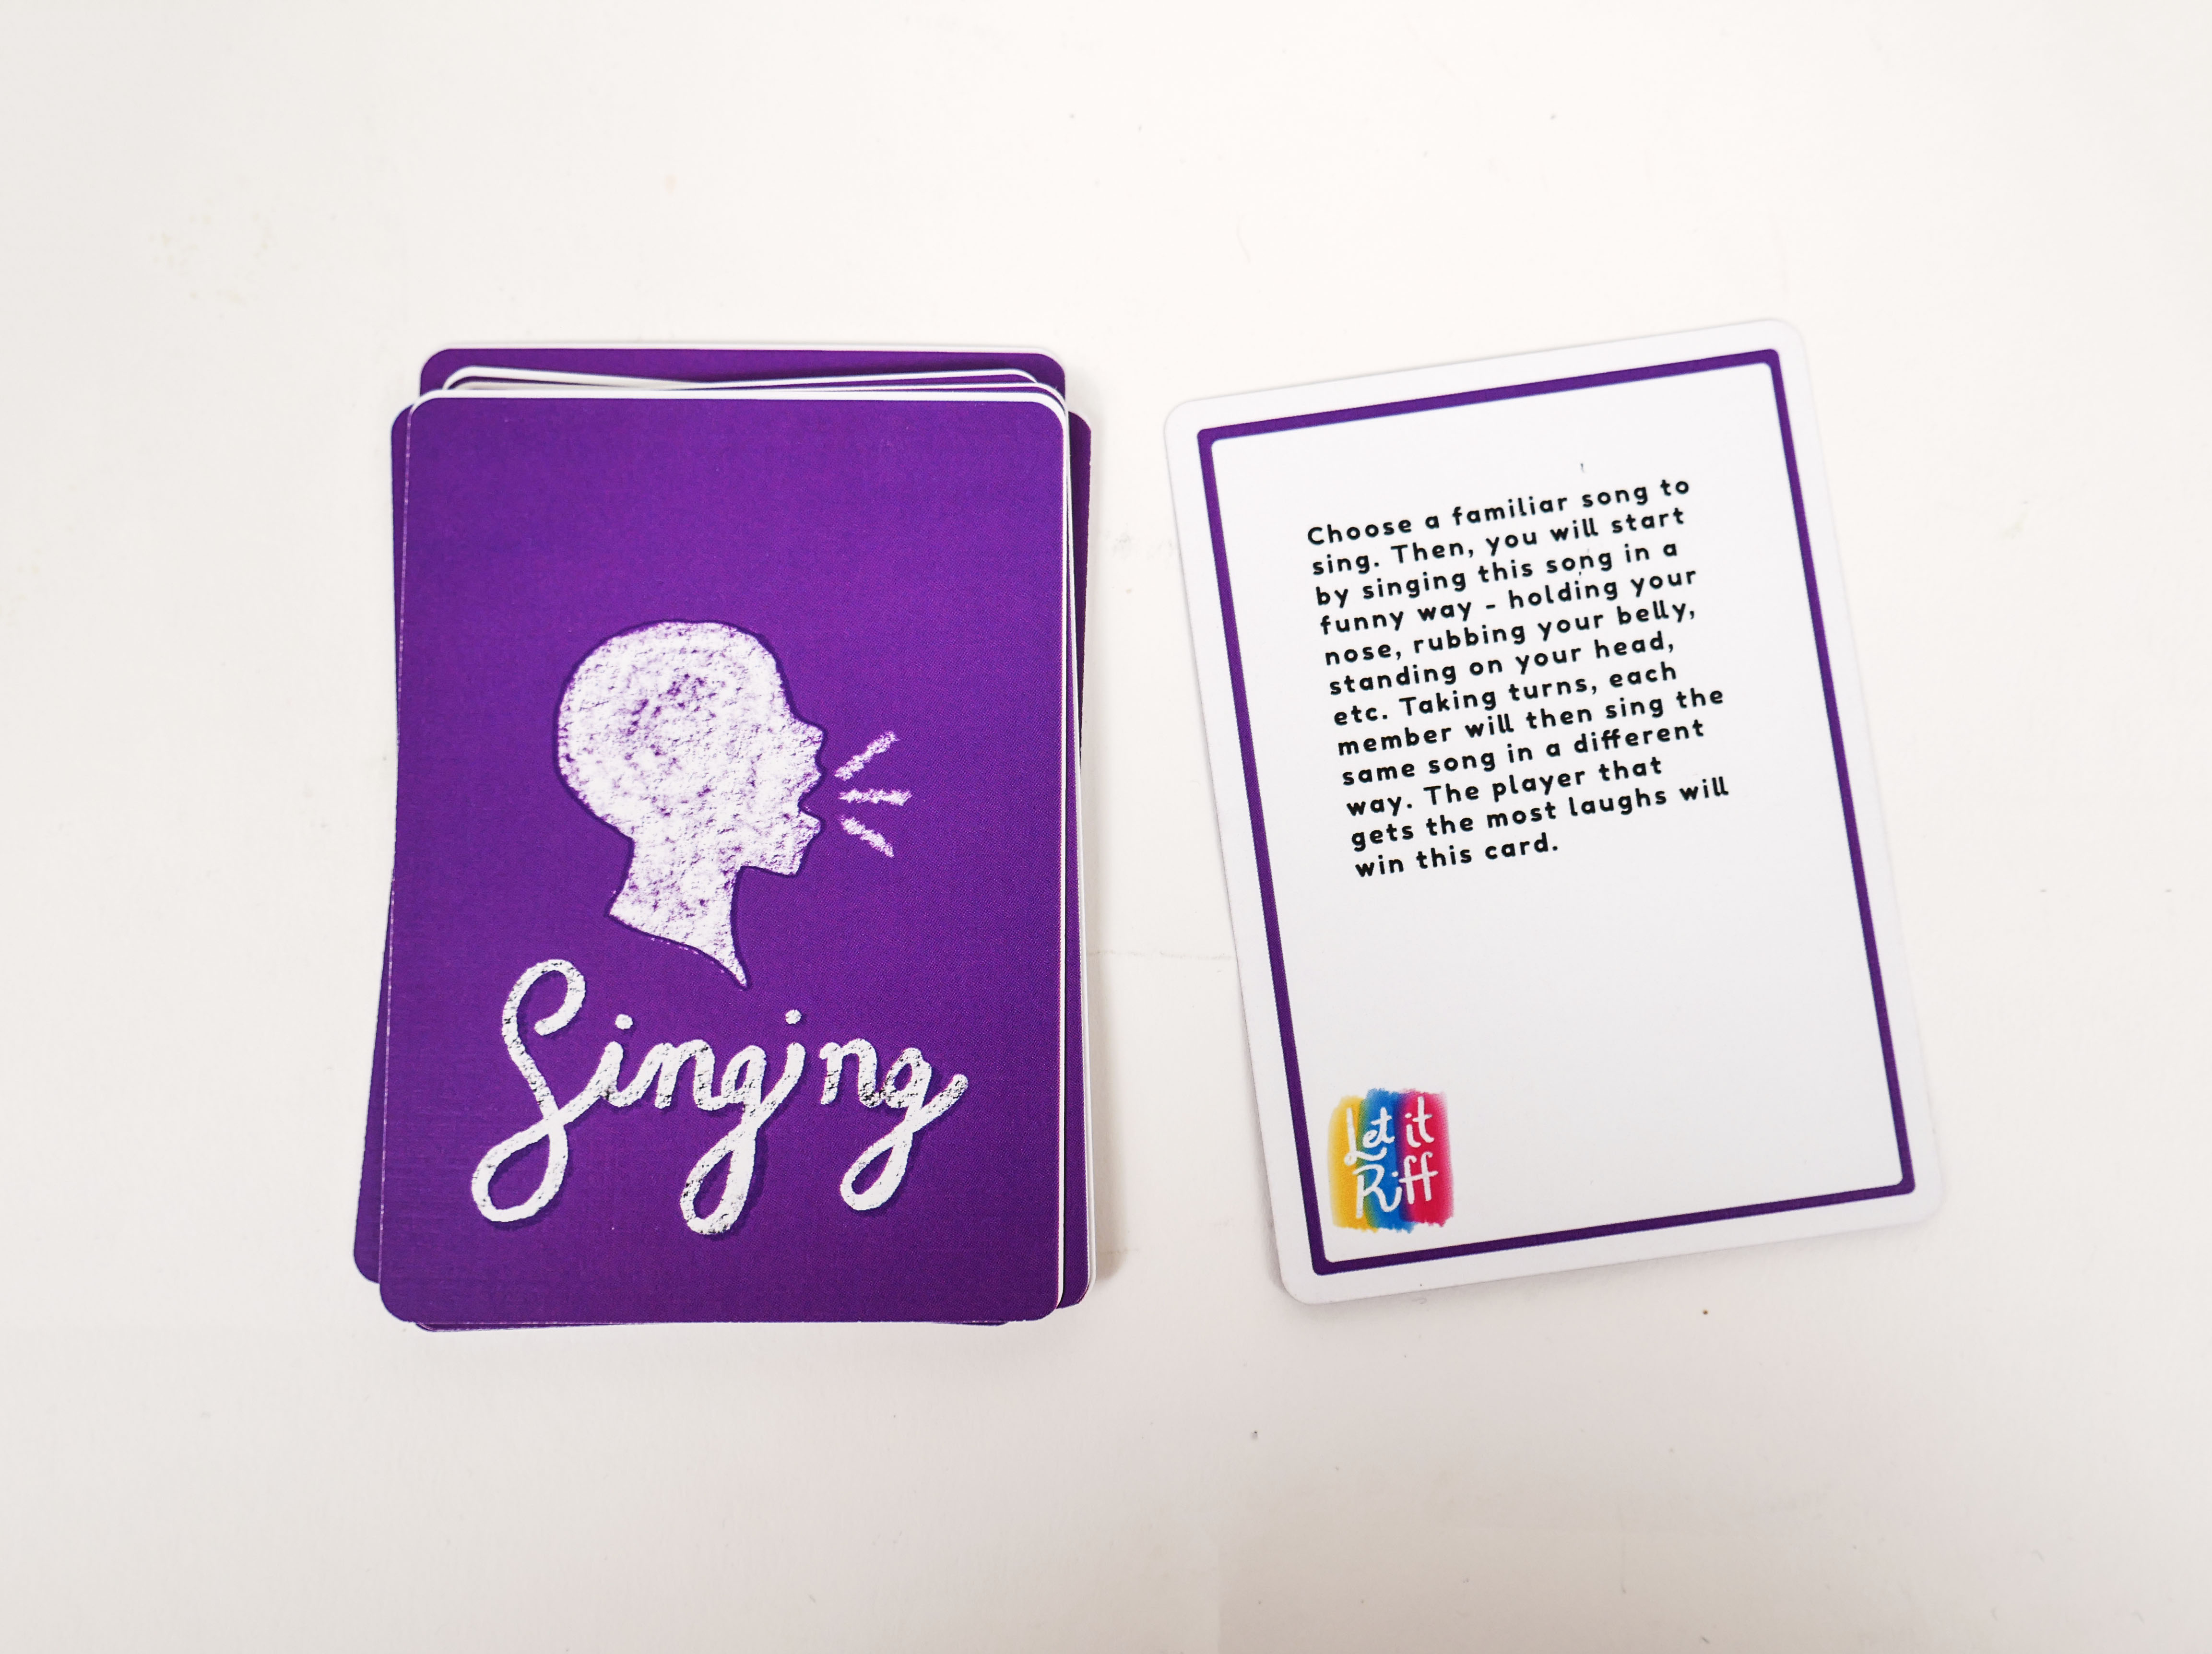 Singing
Choose a familiar song to
sing. Then, you will start
by singing this song in a
funny way - holding your
nose, rubbing your belly,
standing on your head,
etc. Taking turns, each
member will then sing the
same song in a different
way. The player that
gets the most laughs will
win this card.
Let it
Riff